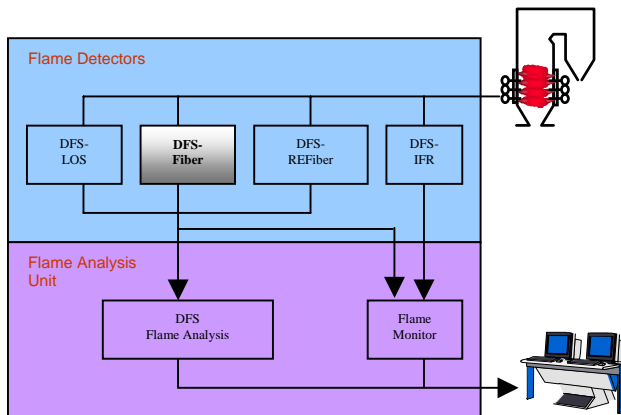 Flame Detectors
DFS-
LOS
DFS-
Fiber
DFS-
REFiber
DFS-
IFR
Flame Analysis
Unit
DFS
Flame Analysis
Flame
Monitor